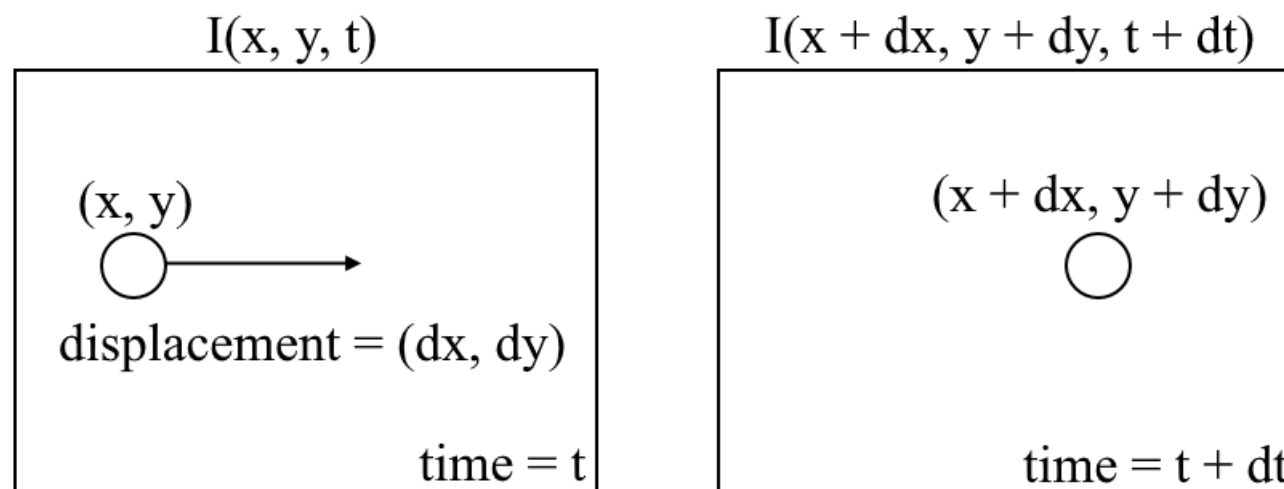 I(x, y, t)
(x, y)
displacement = (dx, dy)
time = t
I(x + dx, y + dy, t + dt)
(x + dx, y + dy)
time = t + dt